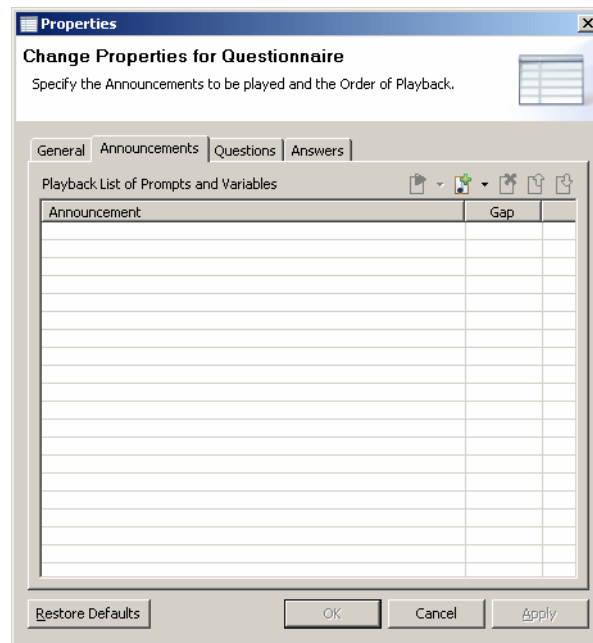 Properties
Change Properties for Questionnaire
Specify the Announcements to be played and the Order of Playback.
General Announcements Questions Answers
Playback List of Prompts and Variables
Announcement Gap
Restore Defaults OK Cancel Apply